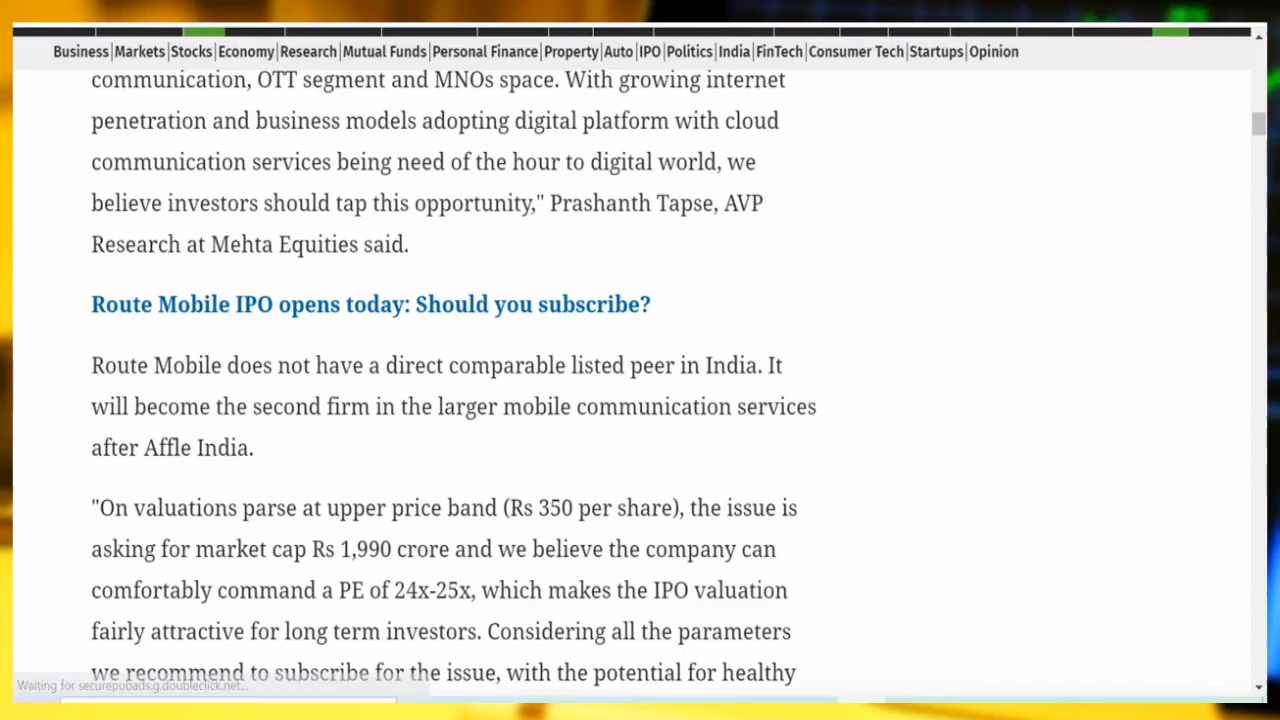 Business|Markets|Stocks|Economy|Research|Mutual Funds|Personal Finance|Property|Auto|IPO|Politics|India|FinTech|Consumer Tech|Startups|Opinion
communication, OTT segment and MNOs space. With growing internet
penetration and business models adopting digital platform with cloud
communication services being need of the hour to digital world, we
believe investors should tap this opportunity," Prashanth Tapse, AVP
Research at Mehta Equities said.
Route Mobile IPO opens today: Should you subscribe?
Route Mobile does not have a direct comparable listed peer in India. It
will become the second firm in the larger mobile communication services
after Affle India.
"On valuations parse at upper price band (Rs 350 per share), the issue is
asking for market cap Rs 1,990 crore and we believe the company can
comfortably command a PE of 24x-25x, which makes the IPO valuation
fairly attractive for long term investors. Considering all the parameters
we recommend to subscribe for the issue, with the potential for healthy
Waiting for securepubads.g.doubleclick.net...